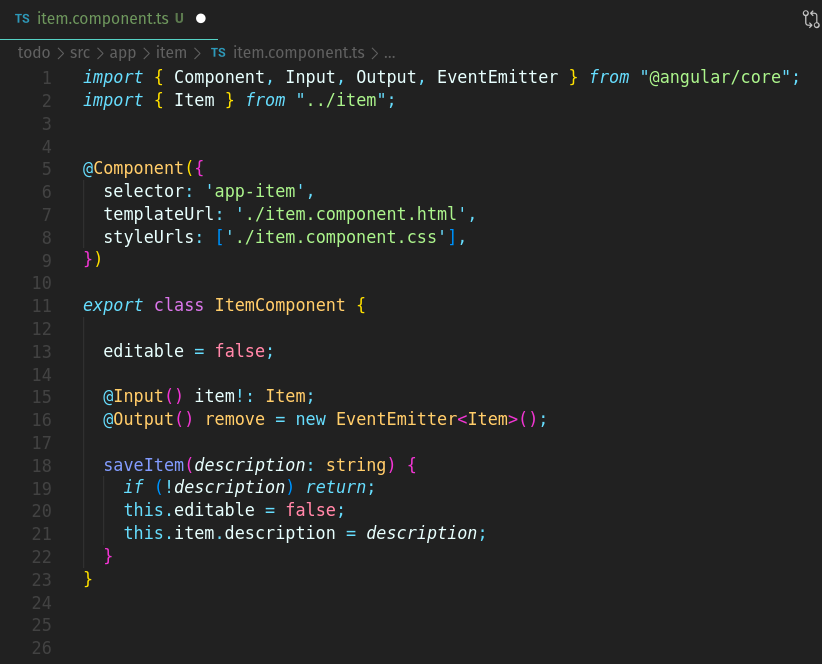 TS item.component.ts U
todo > src > app > item > TS item.component.ts > ...
1 import { Component, Input, Output, EventEmitter } from "@angular/core";
2 import { Item } from "../item";
3
4
5 @Component({
6   selector: 'app-item',
7   templateUrl: './item.component.html',
8   styleUrls: ['./item.component.css'],
9 })
10
11 export class ItemComponent {
12
13   editable = false;
14
15   @Input() item!: Item;
16   @Output() remove = new EventEmitter<Item>();
17
18   saveItem(description: string) {
19     if (!description) return;
20     this.editable = false;
21     this.item.description = description;
22   }
23 }
24
25
26